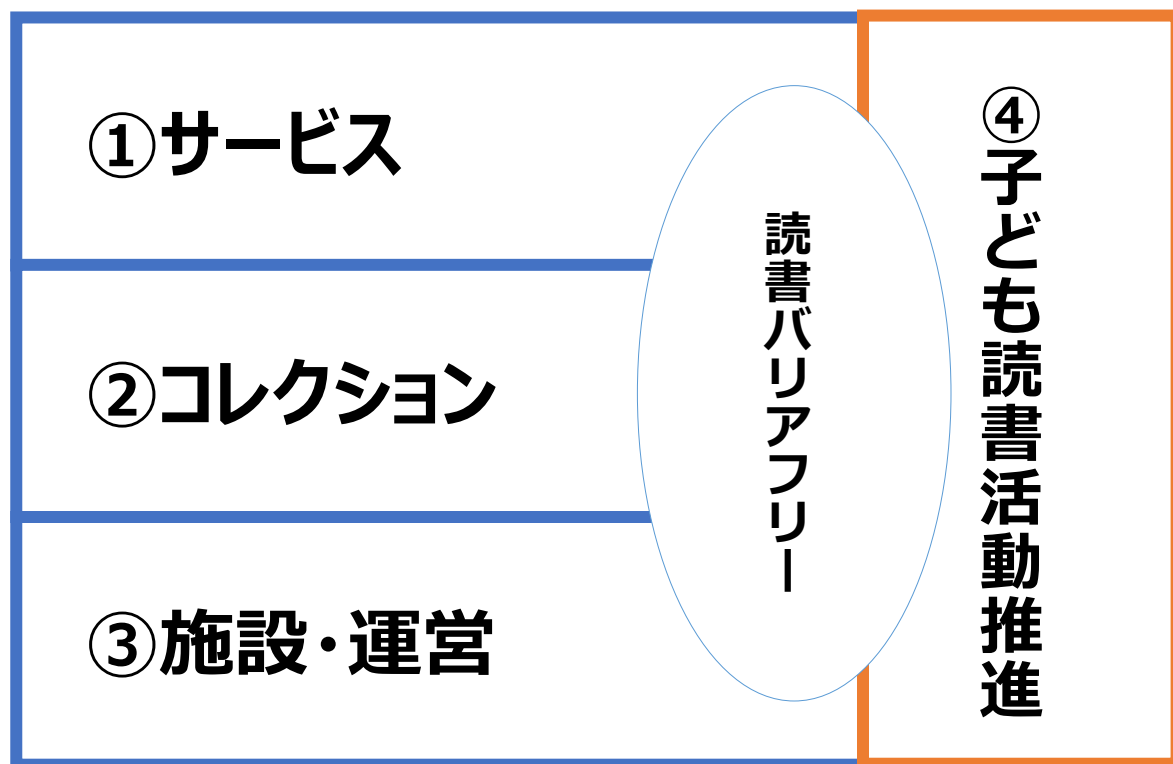 ①サービス
②コレクション
③施設・運営
読書バリアフリー
④子ども読書活動推進